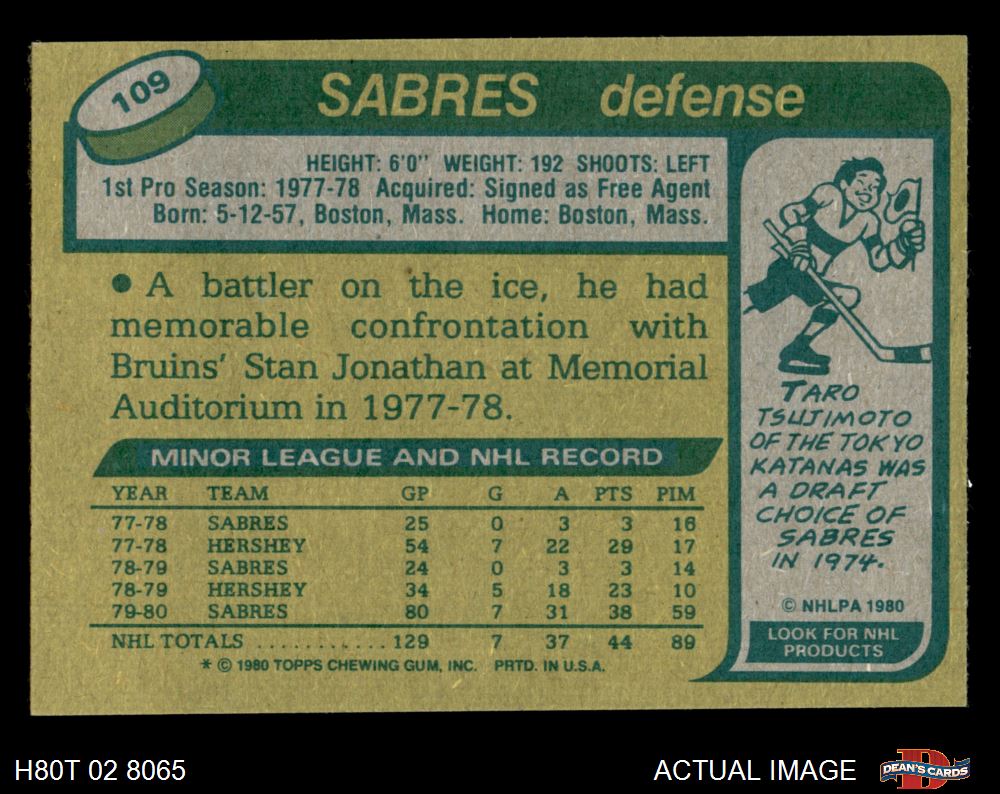 109
SABRES defense
HEIGHT: 6'0" WEIGHT: 192 SHOOTS: LEFT
1st Pro Season: 1977-78 Acquired: Signed as Free Agent
Born: 5-12-57, Boston, Mass. Home: Boston, Mass.
● A battler on the ice, he had
memorable confrontation with
Bruins' Stan Jonathan at Memorial
Auditorium in 1977-78.
MINOR LEAGUE AND NHL RECORD
YEAR TEAM GP G A PTS PIM
77-78 SABRES 25 0 3 3 16
77-78 HERSHEY 54 7 22 29 17
78-79 SABRES 24 0 3 3 14
78-79 HERSHEY 34 5 18 23 10
79-80 SABRES 80 7 31 38 59
NHL TOTALS ........... 129 7 37 44 89
* © 1980 TOPPS CHEWING GUM, INC. PRTD. IN U.S.A.
TARO
TSUJIMOTO
OF THE TOKYO
KATANAS WAS
A DRAFT
CHOICE OF
SABRES
IN 1974.
© NHLPA 1980
LOOK FOR NHL
PRODUCTS
H80T 02 8065
ACTUAL IMAGE
DEAN'S CARDS